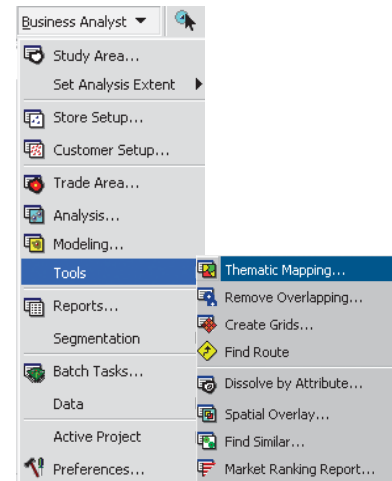 Business Analyst
Study Area...
Set Analysis Extent
Store Setup...
Customer Setup...
Trade Area...
Analysis...
Modeling...
Tools
Reports...
Segmentation
Batch Tasks...
Data
Active Project
Preferences...
Thematic Mapping...
Remove Overlapping...
Create Grids...
Find Route
Dissolve by Attribute...
Spatial Overlay...
Find Similar...
Market Ranking Report...